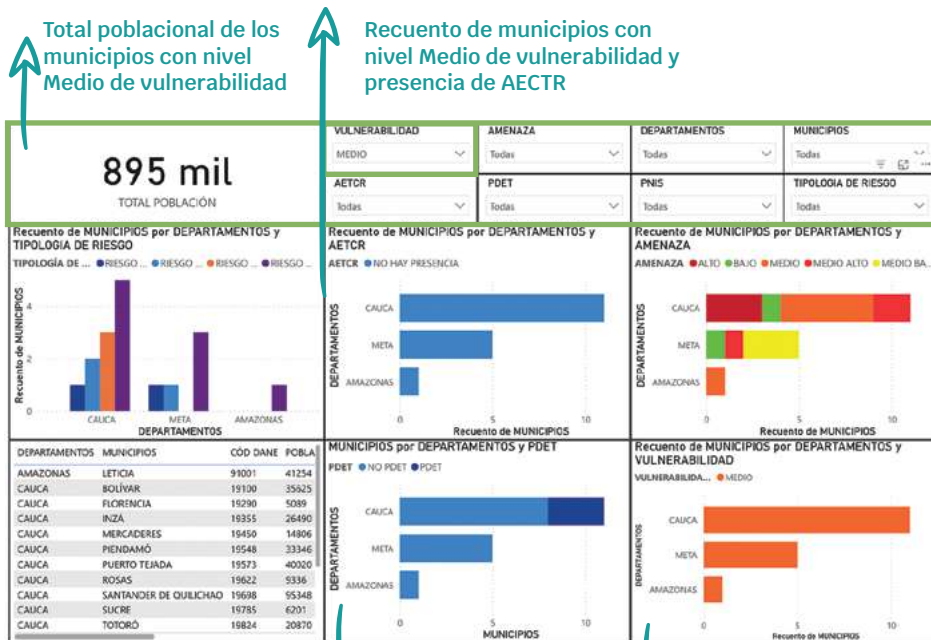 Total poblacional de los
municipios con nivel
Medio de vulnerabilidad
Recuento de municipios con
nivel Medio de vulnerabilidad y
presencia de AECTR
895 mil
TOTAL POBLACIÓN
VULNERABILIDAD
MEDIO
AMENAZA
Todas
DEPARTAMENTOS
Todas
MUNICIPIOS
Todas
AETCR
Todas
PDET
Todas
PNIS
Todas
TIPOLOGIA DE RIESGO
Todas
Recuento de MUNICIPIOS por DEPARTAMENTOS y
TIPOLOGIA DE RIESGO
TIPOLOGÍA DE ... RIESGO ... RIESGO ... RIESGO ... RIESGO ...
Recuento de MUNICIPIOS
4
2
0
CAUCA META AMAZONAS
DEPARTAMENTOS
Recuento de MUNICIPIOS por DEPARTAMENTOS y
AETCR
AETCR NO HAY PRESENCIA
DEPARTAMENTOS
CAUCA
META
AMAZONAS
0 5 10
Recuento de MUNICIPIOS
Recuento de MUNICIPIOS por DEPARTAMENTOS y
AMENAZA
AMENAZA ALTO BAJO MEDIO MEDIO ALTO MEDIO BA...
DEPARTAMENTOS
CAUCA
META
AMAZONAS
0 5 10
Recuento de MUNICIPIOS
DEPARTAMENTOS MUNICIPIOS CÓD DANE POBLA
AMAZONAS LETICIA 91001 41254
CAUCA BOLÍVAR 19100 35625
CAUCA FLORENCIA 19290 5089
CAUCA INZÁ 19355 26490
CAUCA MERCADERES 19450 14806
CAUCA PIENDAMÓ 19548 33346
CAUCA PUERTO TEJADA 19573 40020
CAUCA ROSAS 19622 9336
CAUCA SANTANDER DE QUILICHAO 19698 95348
CAUCA SUCRE 19785 6201
CAUCA TOTORÓ 19824 20870
MUNICIPIOS por DEPARTAMENTOS y PDET
PDET NO PDET PDET
DEPARTAMENTOS
CAUCA
META
AMAZONAS
0 5 10
MUNICIPIOS
Recuento de MUNICIPIOS por DEPARTAMENTOS y
VULNERABILIDAD
VULNERABILIDA... MEDIO
DEPARTAMENTOS
CAUCA
META
AMAZONAS
0 5 10
Recuento de MUNICIPIOS